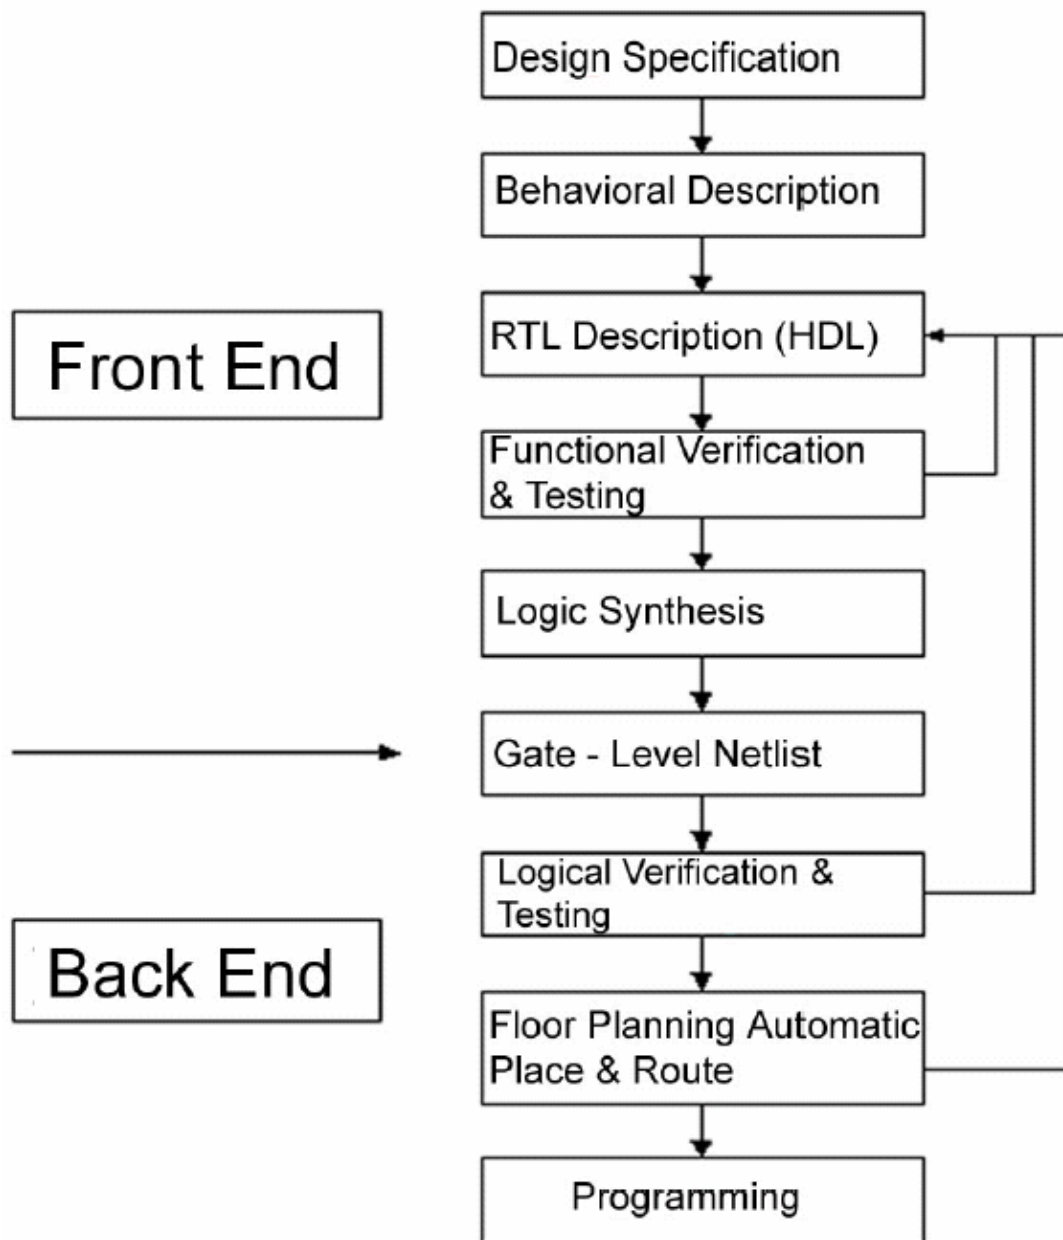 Design Specification
Behavioral Description
RTL Description (HDL)
Front End
Functional Verification
& Testing
Logic Synthesis
Gate - Level Netlist
Logical Verification &
Testing
Back End
Floor Planning Automatic
Place & Route
Programming